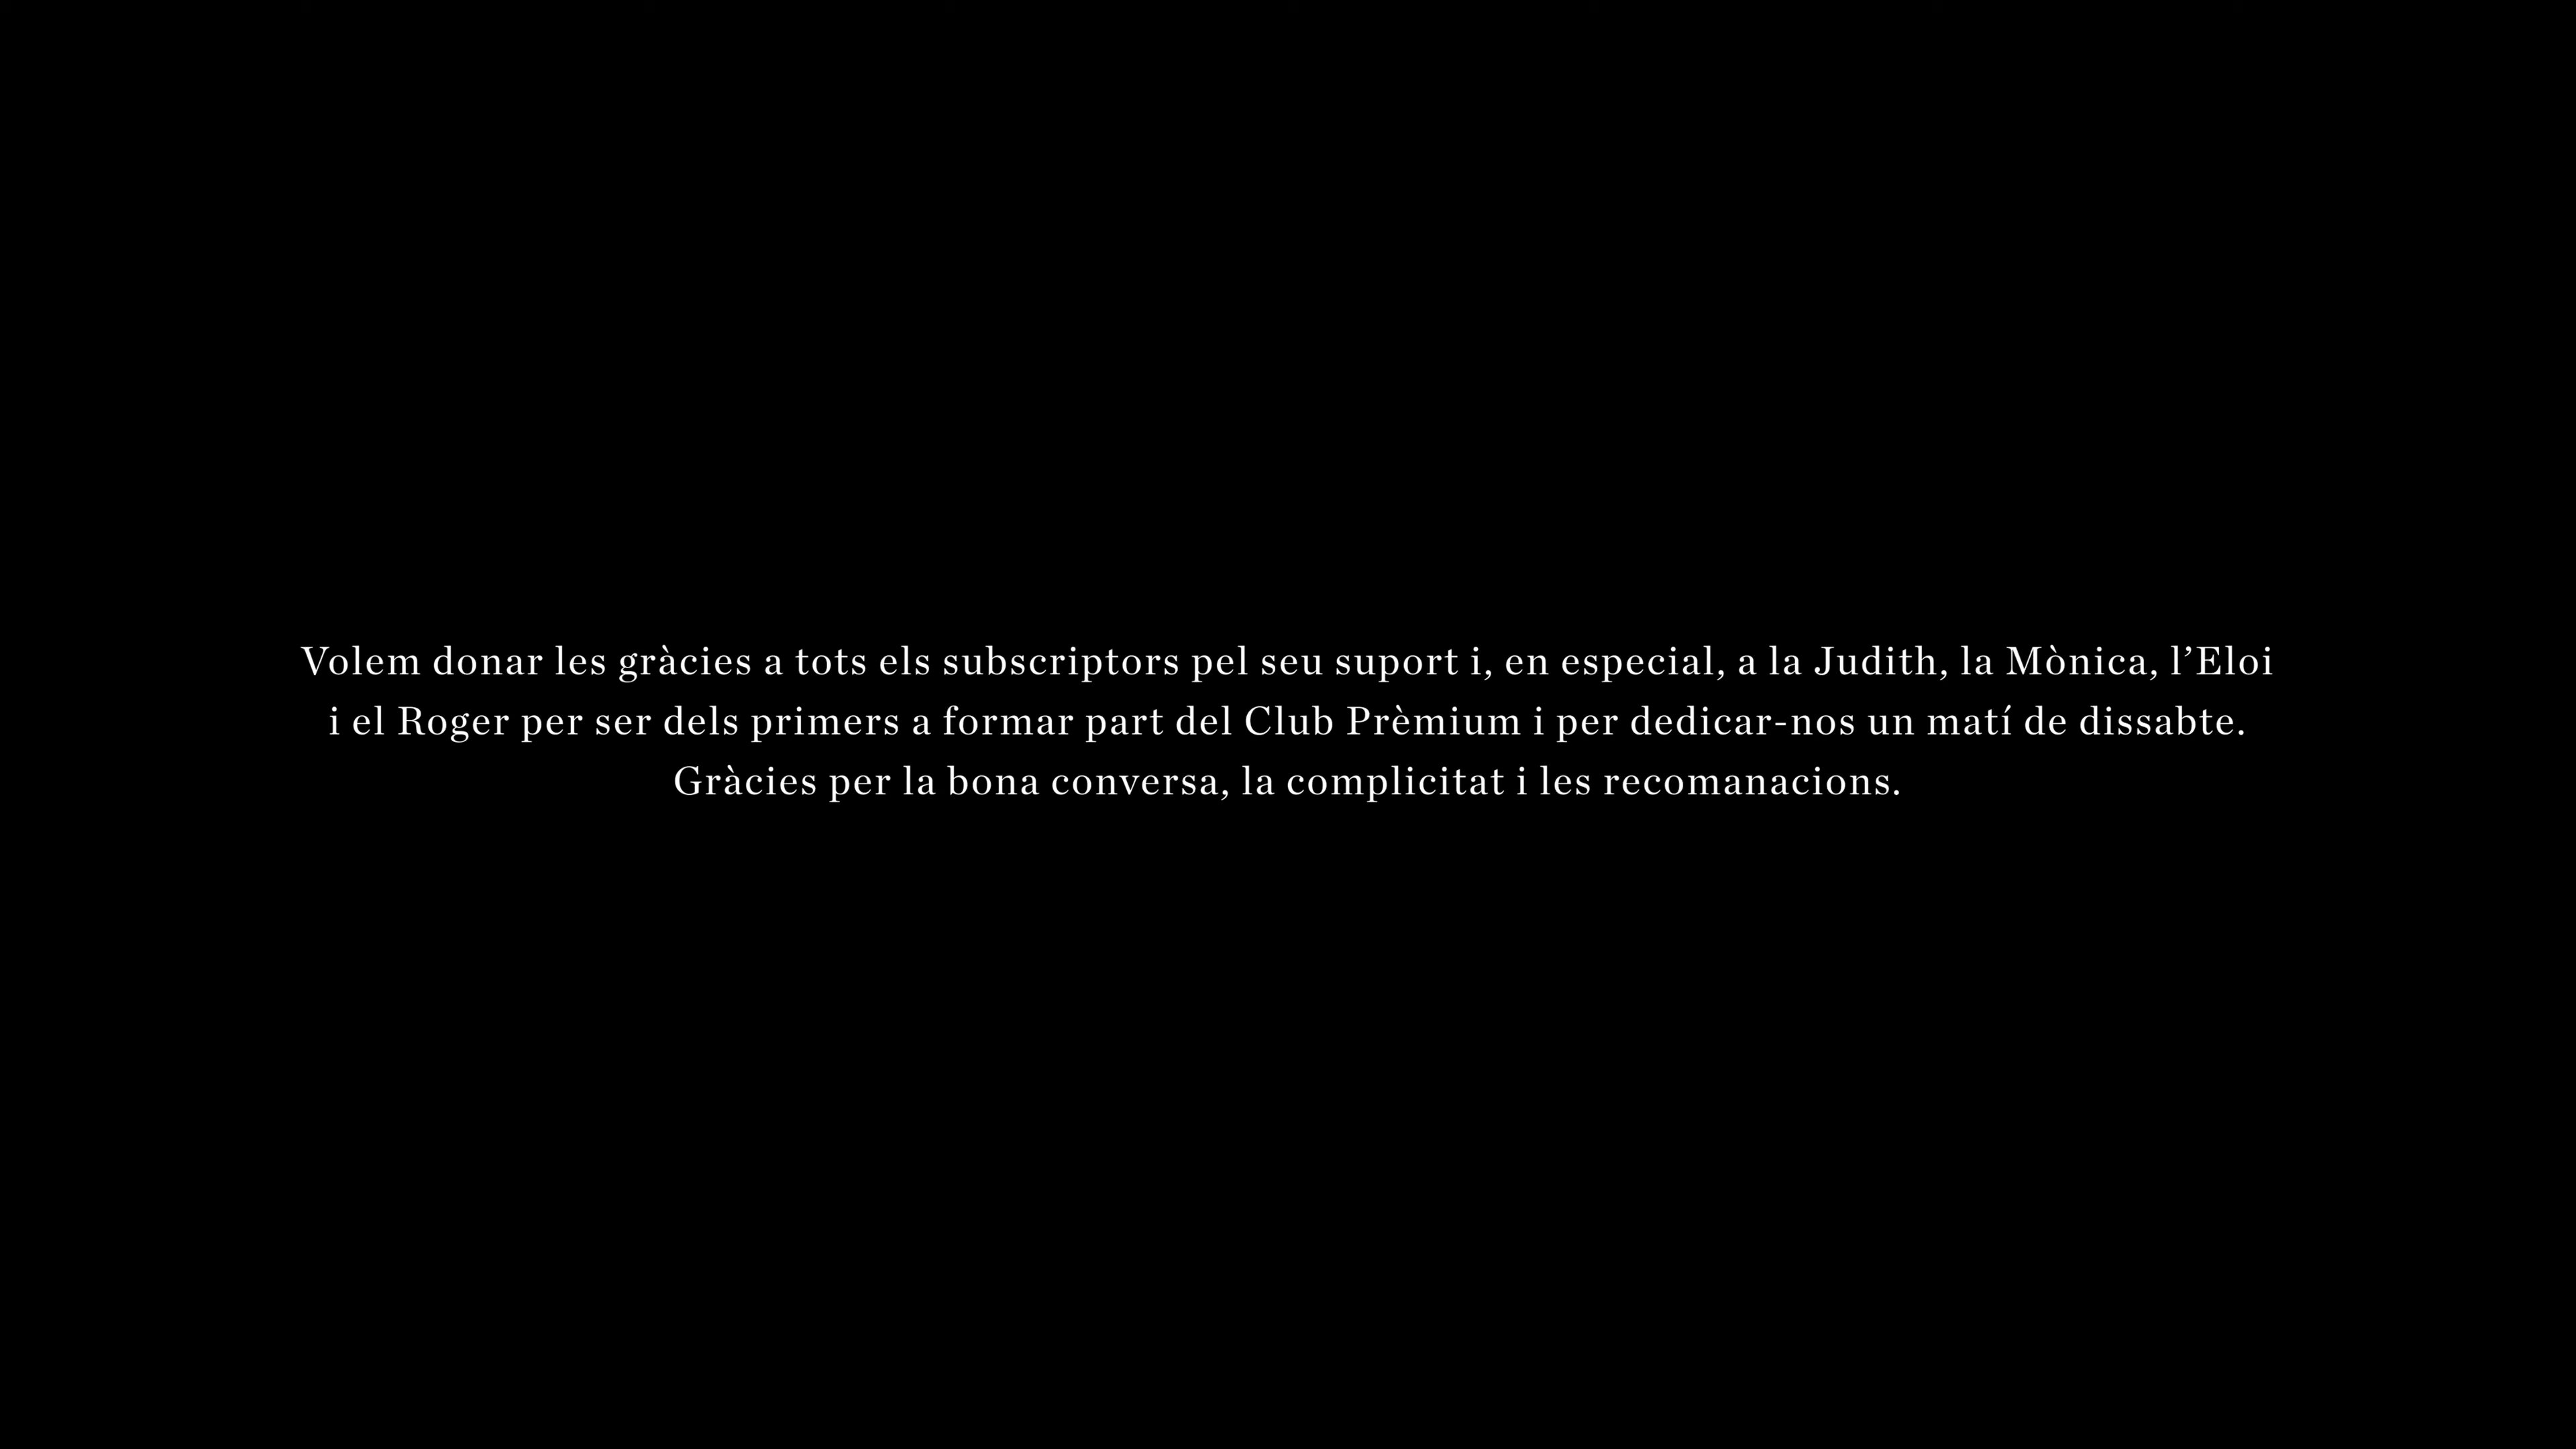 Volem donar les gràcies a tots els subscriptors pel seu suport i, en especial, a la Judith, la Mònica, l’Eloi
i el Roger per ser dels primers a formar part del Club Prèmium i per dedicar-nos un matí de dissabte.
Gràcies per la bona conversa, la complicitat i les recomanacions.